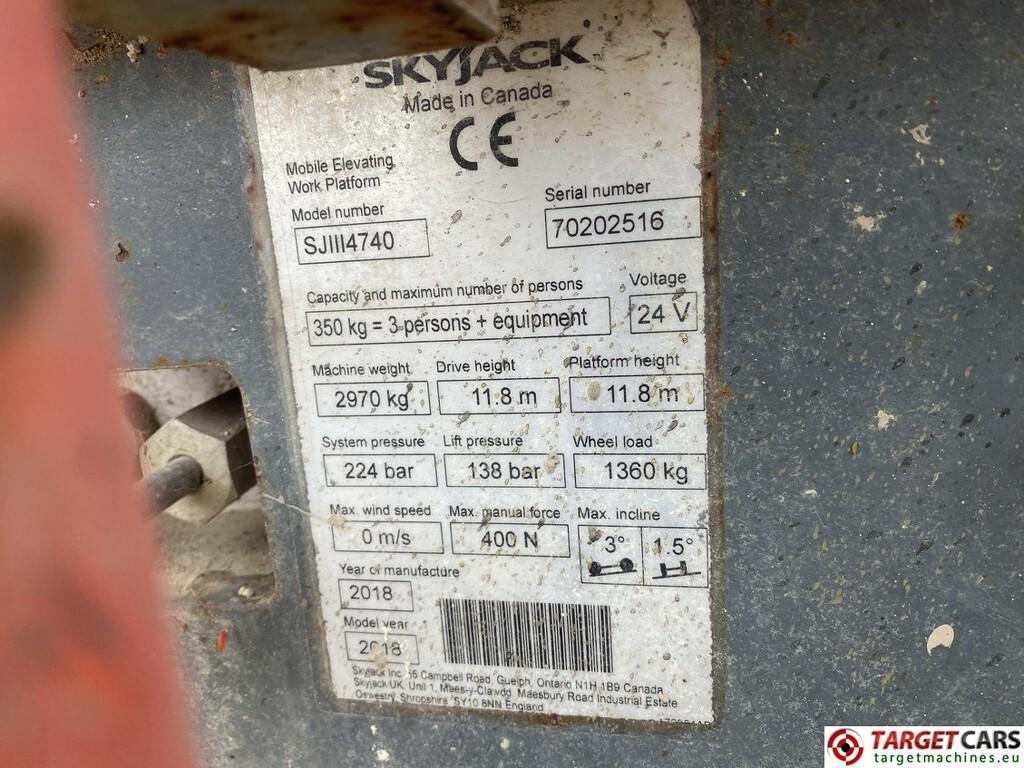 SKYJACK
Made in Canada
CE
Mobile Elevating
Work Platform
Model number
SJIII4740
Serial number
70202516
Capacity and maximum number of persons
350 kg = 3 persons + equipment
Voltage
24 V
Machine weight
2970 kg
Drive height
11.8 m
Platform height
11.8 m
System pressure
224 bar
Lift pressure
138 bar
Wheel load
1360 kg
Max. wind speed
0 m/s
Max. manual force
400 N
Max. incline
3°
1.5°
Year of manufacture
2018
Model year
2018
Skyjack Inc. 55 Campbell Road, Guelph, Ontario N1H 1B9 Canada
Skyjack UK, Unit 1, Maes-y-Clawdd, Maesbury Road Industrial Estate
Oswestry, Shropshire SY10 8NN England
TARGETCARS
targetmachines.eu